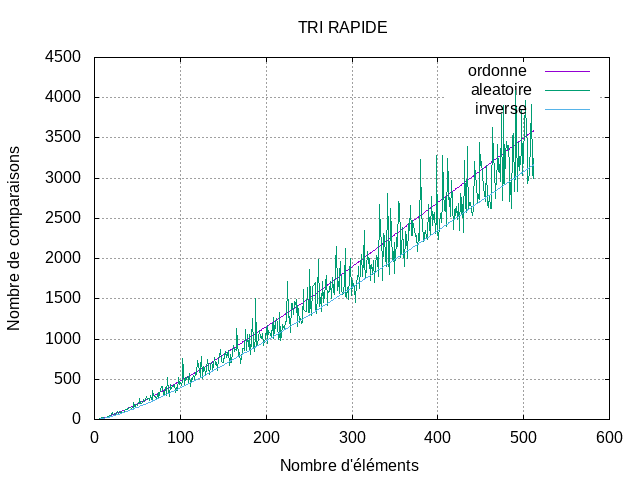 TRI RAPIDE
4500
4000
3500
3000
2500
2000
1500
1000
500
0
0 100 200 300 400 500 600
Nombre de comparaisons
Nombre d'éléments
ordonne
aleatoire
inverse